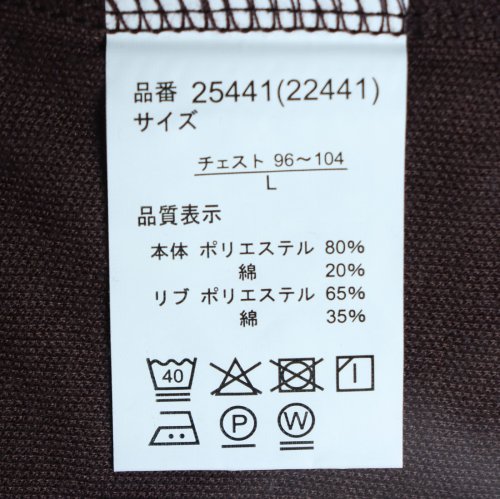 品番 25441(22441)
サイズ
チェスト 96～104
L
品質表示
本体 ポリエステル 80%
綿 20%
リブ ポリエステル 65%
綿 35%
40
P W